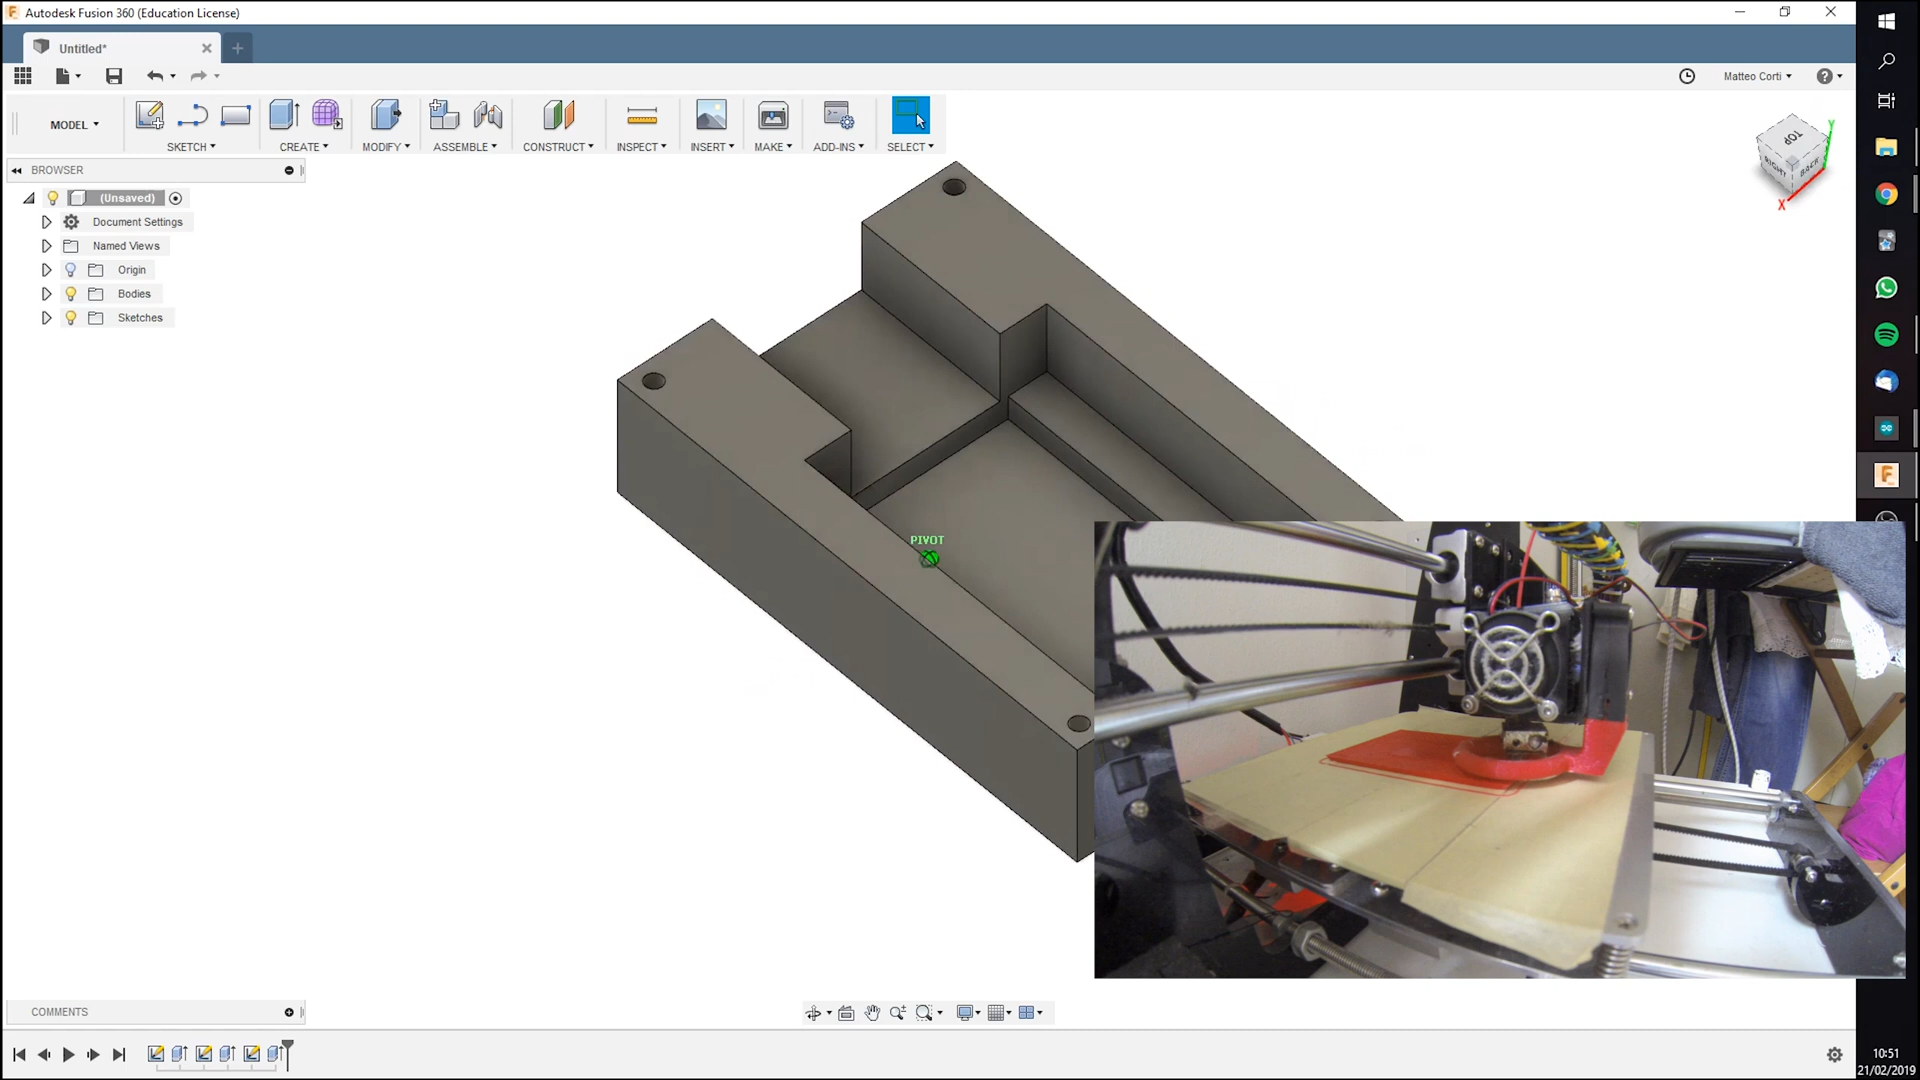 Autodesk Fusion 360 (Education License)
Untitled*
Matteo Corti
MODEL
SKETCH
CREATE
MODIFY
ASSEMBLE
CONSTRUCT
INSPECT
INSERT
MAKE
ADD-INS
SELECT
BROWSER
(Unsaved)
Document Settings
Named Views
Origin
Bodies
Sketches
TOP
RIGHT
BACK
Y
X
PIVOT
COMMENTS
10:51
21/02/2019